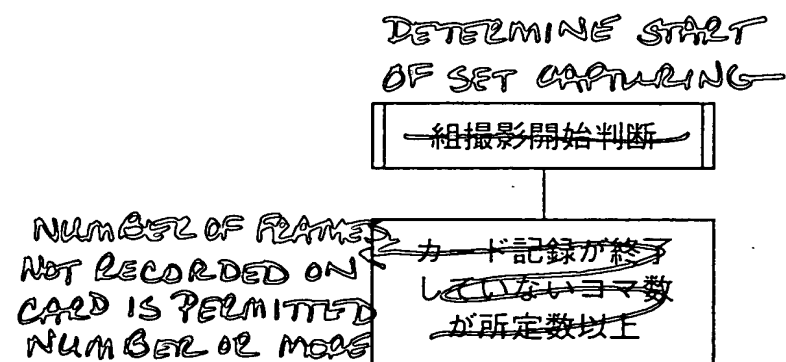 DETERMINE START
OF SET CAPTURING
組撮影開始判断
NUMBER OF FRAMES
NOT RECORDED ON
CARD IS PERMITTED
NUMBER OR MORE
カード記録が終了
していないコマ数
が所定数以上